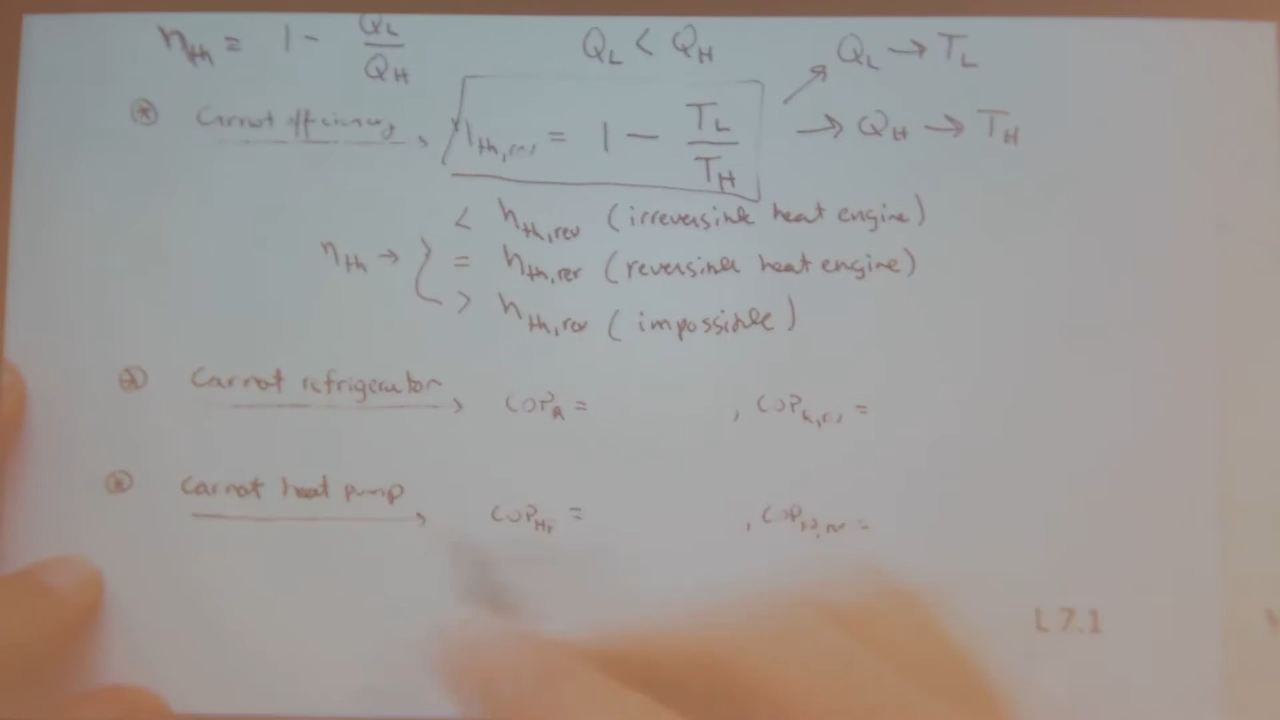 η_th = 1 - Q_L/Q_H    Q_L < Q_H    Q_L → T_L
⊛ Carnot efficiency → η_th,rev = 1 - T_L/T_H → Q_H → T_H
< η_th,rev (irreversible heat engine)
η_th → { = η_th,rev (reversible heat engine)
> η_th,rev (impossible)
⊛ Carnot refrigerator → COP_R = , COP_R,rev =
⊛ Carnot heat pump → COP_HP = , COP_HP,rev =
L 7.1